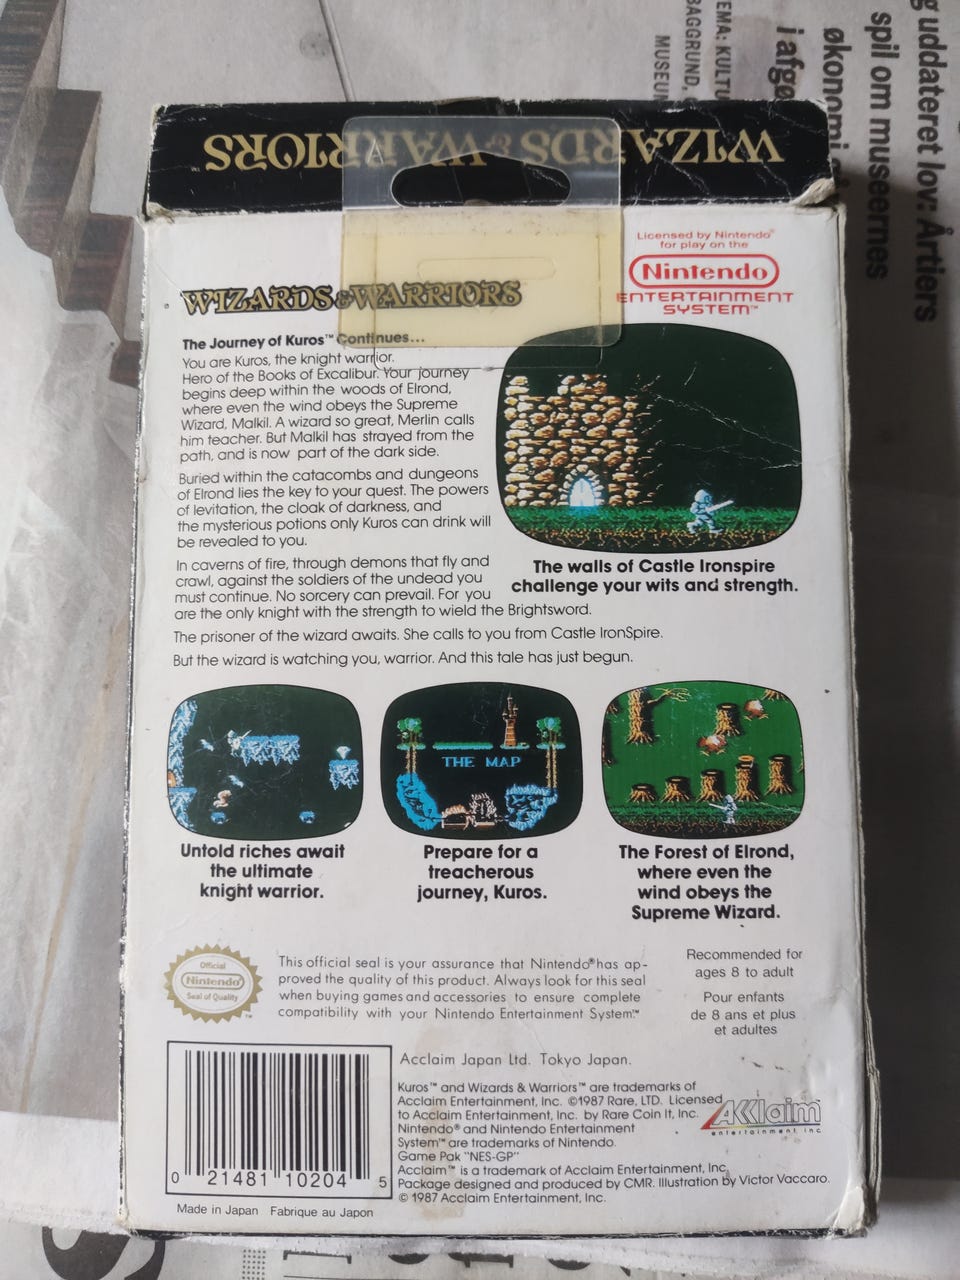 g uddateret lov: Årtiers
spil om museernes
økonomi
i afgø
EMA: KULTU
BAGGRUND,
MUSEUM
WIZARDS & WARRIORS™
Licensed by Nintendo®
for play on the
Nintendo
ENTERTAINMENT
SYSTEM™
WIZARDS & WARRIORS
The Journey of Kuros™ Continues...
You are Kuros, the knight warrior.
Hero of the Books of Excalibur. Your journey
begins deep within the woods of Elrond,
where even the wind obeys the Supreme
Wizard, Malkil. A wizard so great, Merlin calls
him teacher. But Malkil has strayed from the
path, and is now part of the dark side.
Buried within the catacombs and dungeons
of Elrond lies the key to your quest. The powers
of levitation, the cloak of darkness, and
the mysterious potions only Kuros can drink will
be revealed to you.
In caverns of fire, through demons that fly and
crawl, against the soldiers of the undead you
must continue. No sorcery can prevail. For you
are the only knight with the strength to wield the Brightsword.
The prisoner of the wizard awaits. She calls to you from Castle IronSpire.
But the wizard is watching you, warrior. And this tale has just begun.
The walls of Castle Ironspire
challenge your wits and strength.
THE MAP
Untold riches await
the ultimate
knight warrior.
Prepare for a
treacherous
journey, Kuros.
The Forest of Elrond,
where even the
wind obeys the
Supreme Wizard.
Official
Nintendo®
Seal of Quality
™
This official seal is your assurance that Nintendo® has ap-
proved the quality of this product. Always look for this seal
when buying games and accessories to ensure complete
compatibility with your Nintendo Entertainment System™
Recommended for
ages 8 to adult
Pour enfants
de 8 ans et plus
et adultes
Acclaim Japan Ltd. Tokyo Japan.
Kuros™ and Wizards & Warriors™ are trademarks of
Acclaim Entertainment, Inc. ©1987 Rare, LTD. Licensed
to Acclaim Entertainment, Inc. by Rare Coin It, Inc.
Nintendo® and Nintendo Entertainment
System™ are trademarks of Nintendo.
Game Pak "NES-GP"
Acclaim™ is a trademark of Acclaim Entertainment, Inc.
Package designed and produced by CMR. Illustration by Victor Vaccaro.
© 1987 Acclaim Entertainment, Inc.
Acclaim
entertainment inc
0 21481 10204 5
Made in Japan Fabrique au Japon